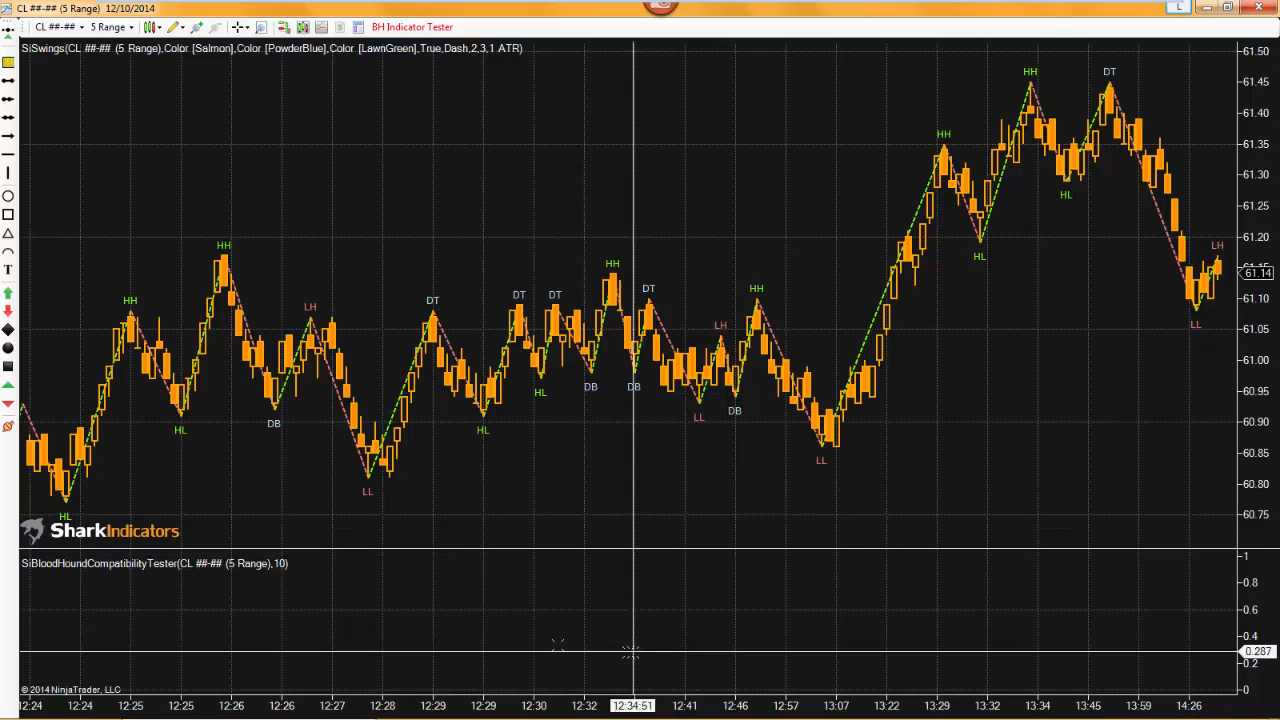 CL ##-## (5 Range) 12/10/2014
L
CL ##-## 5 Range BH Indicator Tester
SiSwings(CL ##-## (5 Range),Color [Salmon],Color [PowderBlue],Color [LawnGreen],True,Dash,2,3,1 ATR)
61.50
HH DT
61.45
61.40
HH
61.35
61.30
HL
61.25
HH LH
61.20
HL
HH
61.15
61.14
HH LH DT DT DT DT HH
61.10
LH LL
61.05
61.00
DB DB
60.95
HL DB
LL
60.90
HL DB HL
60.85
LL
60.80
LL
60.75
HL
SharkIndicators
SiBloodHoundCompatibilityTester(CL ##-## (5 Range),10)
1
0.8
0.6
0.4
0.287
0.2
© 2014 NinjaTrader, LLC
0
12:24 12:24 12:25 12:25 12:26 12:26 12:27 12:28 12:29 12:29 12:30 12:32 12:34:51 12:41 12:46 12:57 13:07 13:22 13:29 13:32 13:34 13:45 13:59 14:26
T